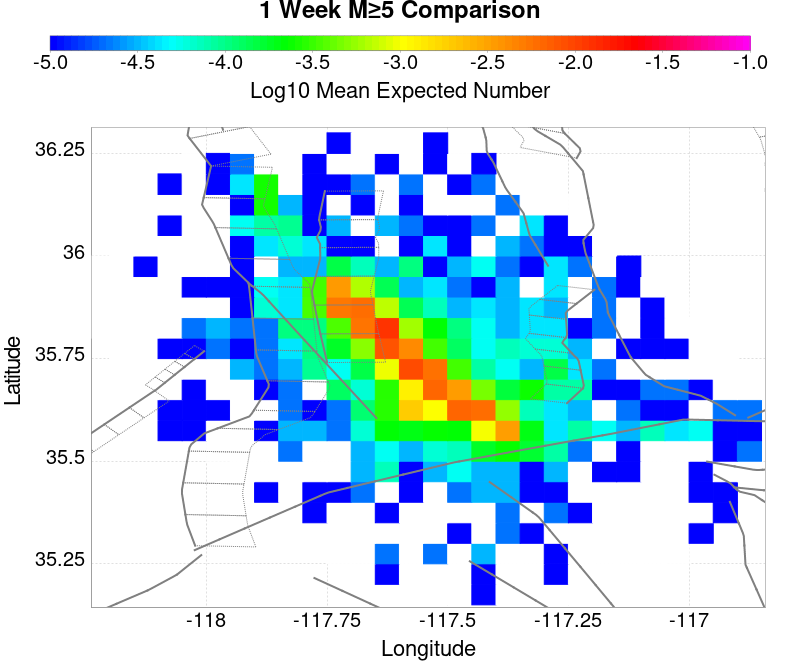 1 Week M≥5 Comparison
-5.0 -4.5 -4.0 -3.5 -3.0 -2.5 -2.0 -1.5 -1.0
Log10 Mean Expected Number
36.25
36
35.75
35.5
35.25
Latitude
-118 -117.75 -117.5 -117.25 -117
Longitude